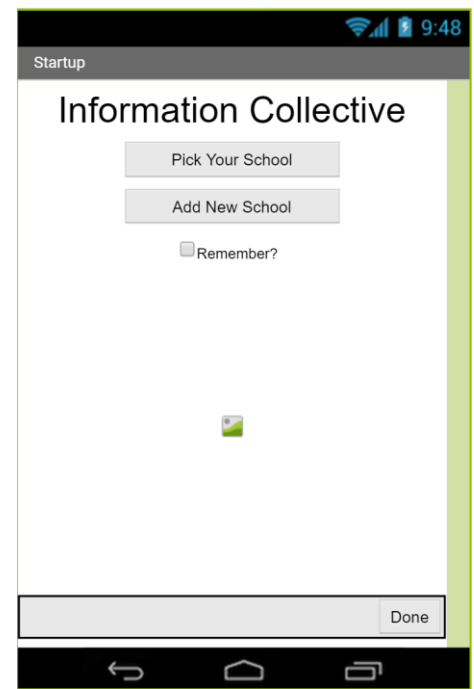 9:48
Startup
Information Collective
Pick Your School
Add New School
Remember?
Done